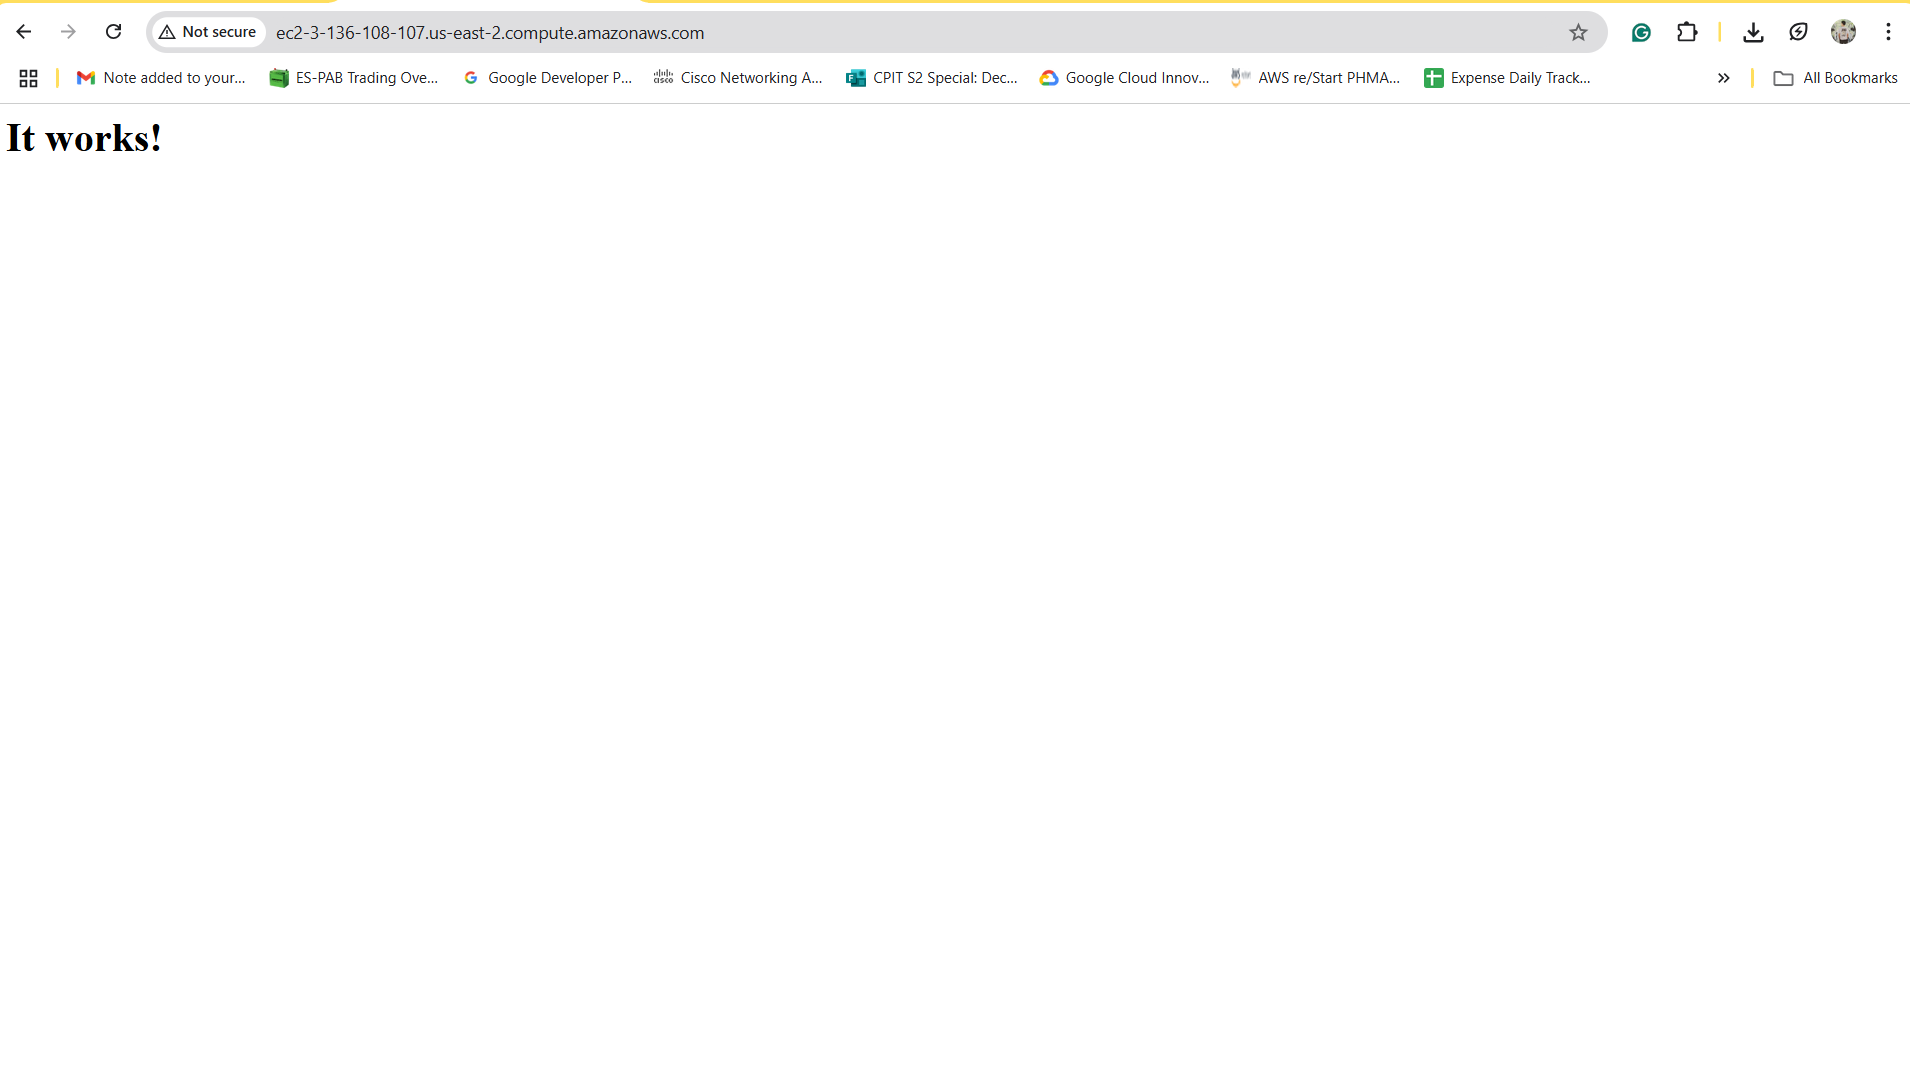 Not secure ec2-3-136-108-107.us-east-2.compute.amazonaws.com
Note added to your... ES-PAB Trading Ove... Google Developer P... Cisco Networking A... CPIT S2 Special: Dec... Google Cloud Innov... AWS re/Start PHMA... Expense Daily Track... All Bookmarks
It works!